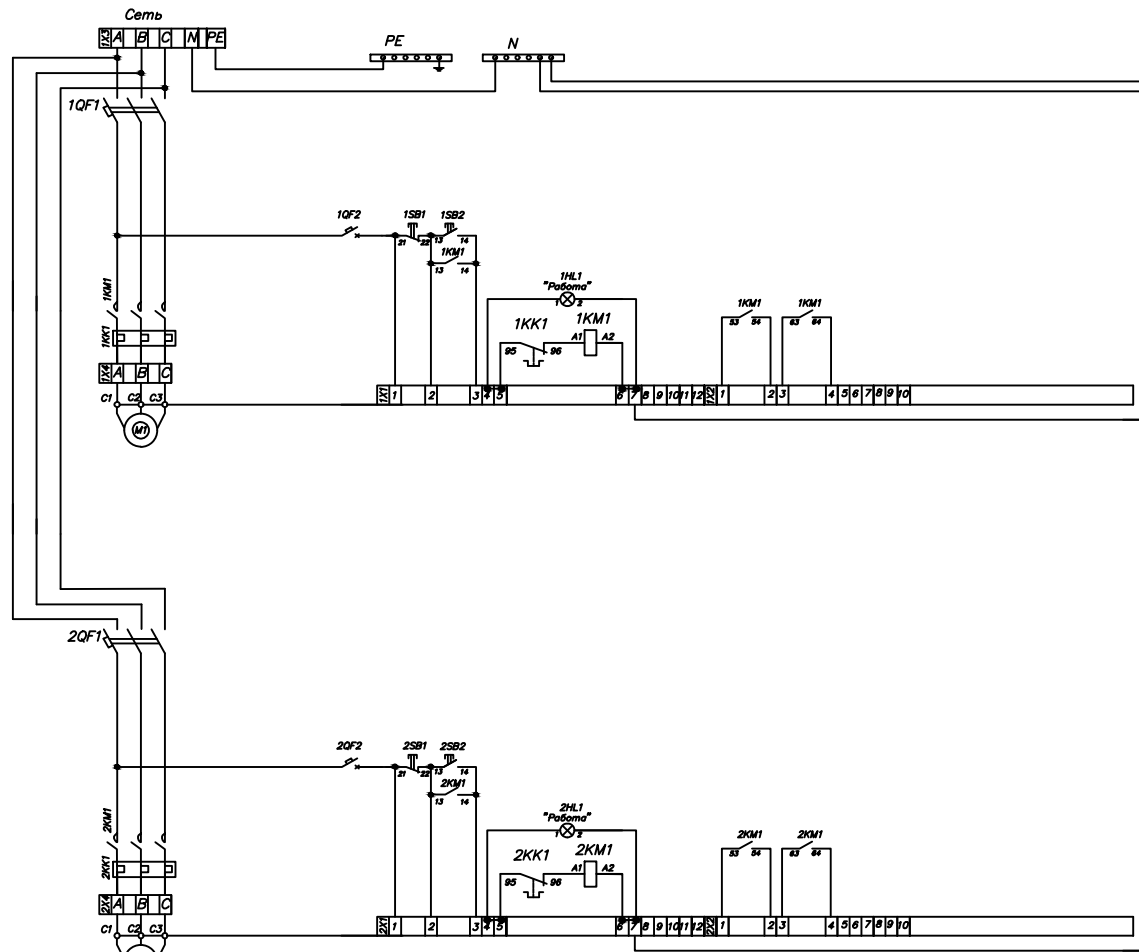 Сеть
1X3 A B C N PE
PE
N
1QF1
1QF2 1SB1 1SB2
21 22 13 14
1KM1
13 14
1KM1
1HL1
"Работа"
1 2
1KK1 1KM1
95 96 A1 A2
1KM1 1KM1
53 54 63 64
1KK1
1X4 A B C
1X1 1 2 3 4 5 6 7 8 9 10 11 12 1X2 1 2 3 4 5 6 7 8 9 10
C1 C2 C3
M1
2QF1
2QF2 2SB1 2SB2
21 22 13 14
2KM1
13 14
2KM1
2HL1
"Работа"
1 2
2KK1 2KM1
95 96 A1 A2
2KM1 2KM1
53 54 63 64
2KK1
2X4 A B C
2X1 1 2 3 4 5 6 7 8 9 10 11 12 2X2 1 2 3 4 5 6 7 8 9 10
C1 C2 C3